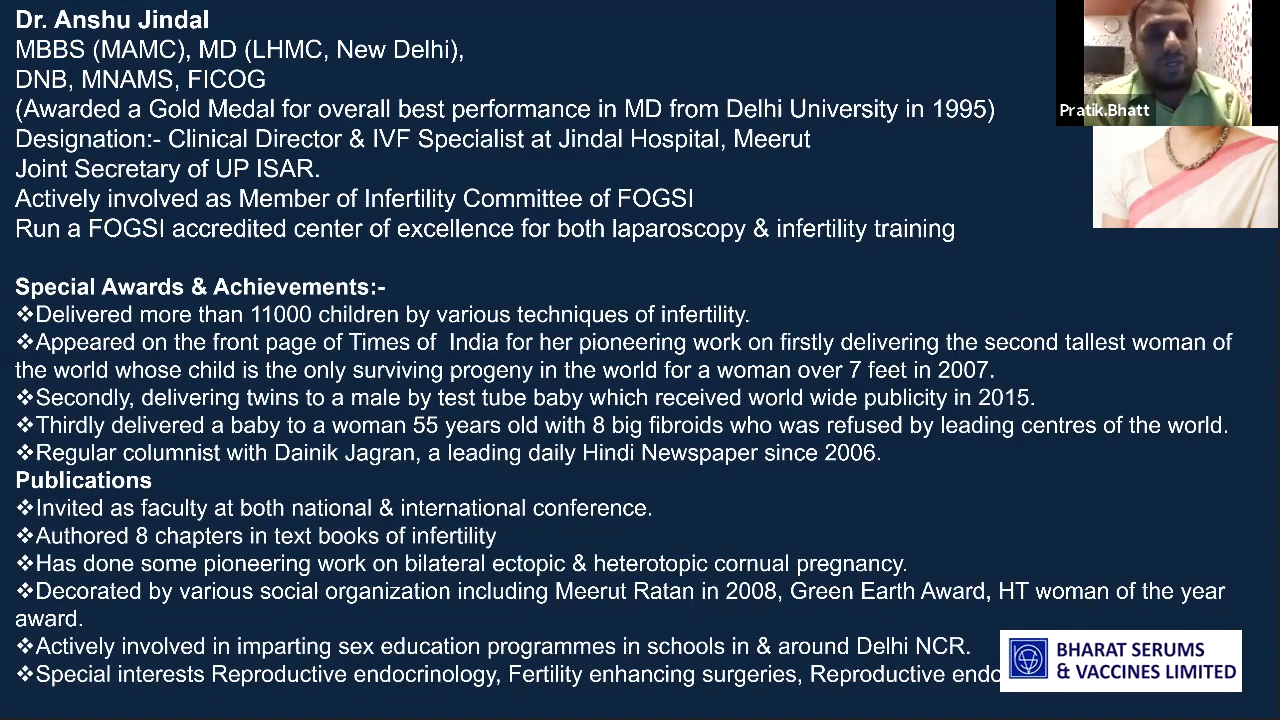 Dr. Anshu Jindal
MBBS (MAMC), MD (LHMC, New Delhi),
DNB, MNAMS, FICOG
(Awarded a Gold Medal for overall best performance in MD from Delhi University in 1995)
Designation:- Clinical Director & IVF Specialist at Jindal Hospital, Meerut
Joint Secretary of UP ISAR.
Actively involved as Member of Infertility Committee of FOGSI
Run a FOGSI accredited center of excellence for both laparoscopy & infertility training
Pratik.Bhatt
Special Awards & Achievements:-
❖Delivered more than 11000 children by various techniques of infertility.
❖Appeared on the front page of Times of India for her pioneering work on firstly delivering the second tallest woman of
the world whose child is the only surviving progeny in the world for a woman over 7 feet in 2007.
❖Secondly, delivering twins to a male by test tube baby which received world wide publicity in 2015.
❖Thirdly delivered a baby to a woman 55 years old with 8 big fibroids who was refused by leading centres of the world.
❖Regular columnist with Dainik Jagran, a leading daily Hindi Newspaper since 2006.
Publications
❖Invited as faculty at both national & international conference.
❖Authored 8 chapters in text books of infertility
❖Has done some pioneering work on bilateral ectopic & heterotopic cornual pregnancy.
❖Decorated by various social organization including Meerut Ratan in 2008, Green Earth Award, HT woman of the year
award.
❖Actively involved in imparting sex education programmes in schools in & around Delhi NCR.
❖Special interests Reproductive endocrinology, Fertility enhancing surgeries, Reproductive endo
BHARAT SERUMS
& VACCINES LIMITED